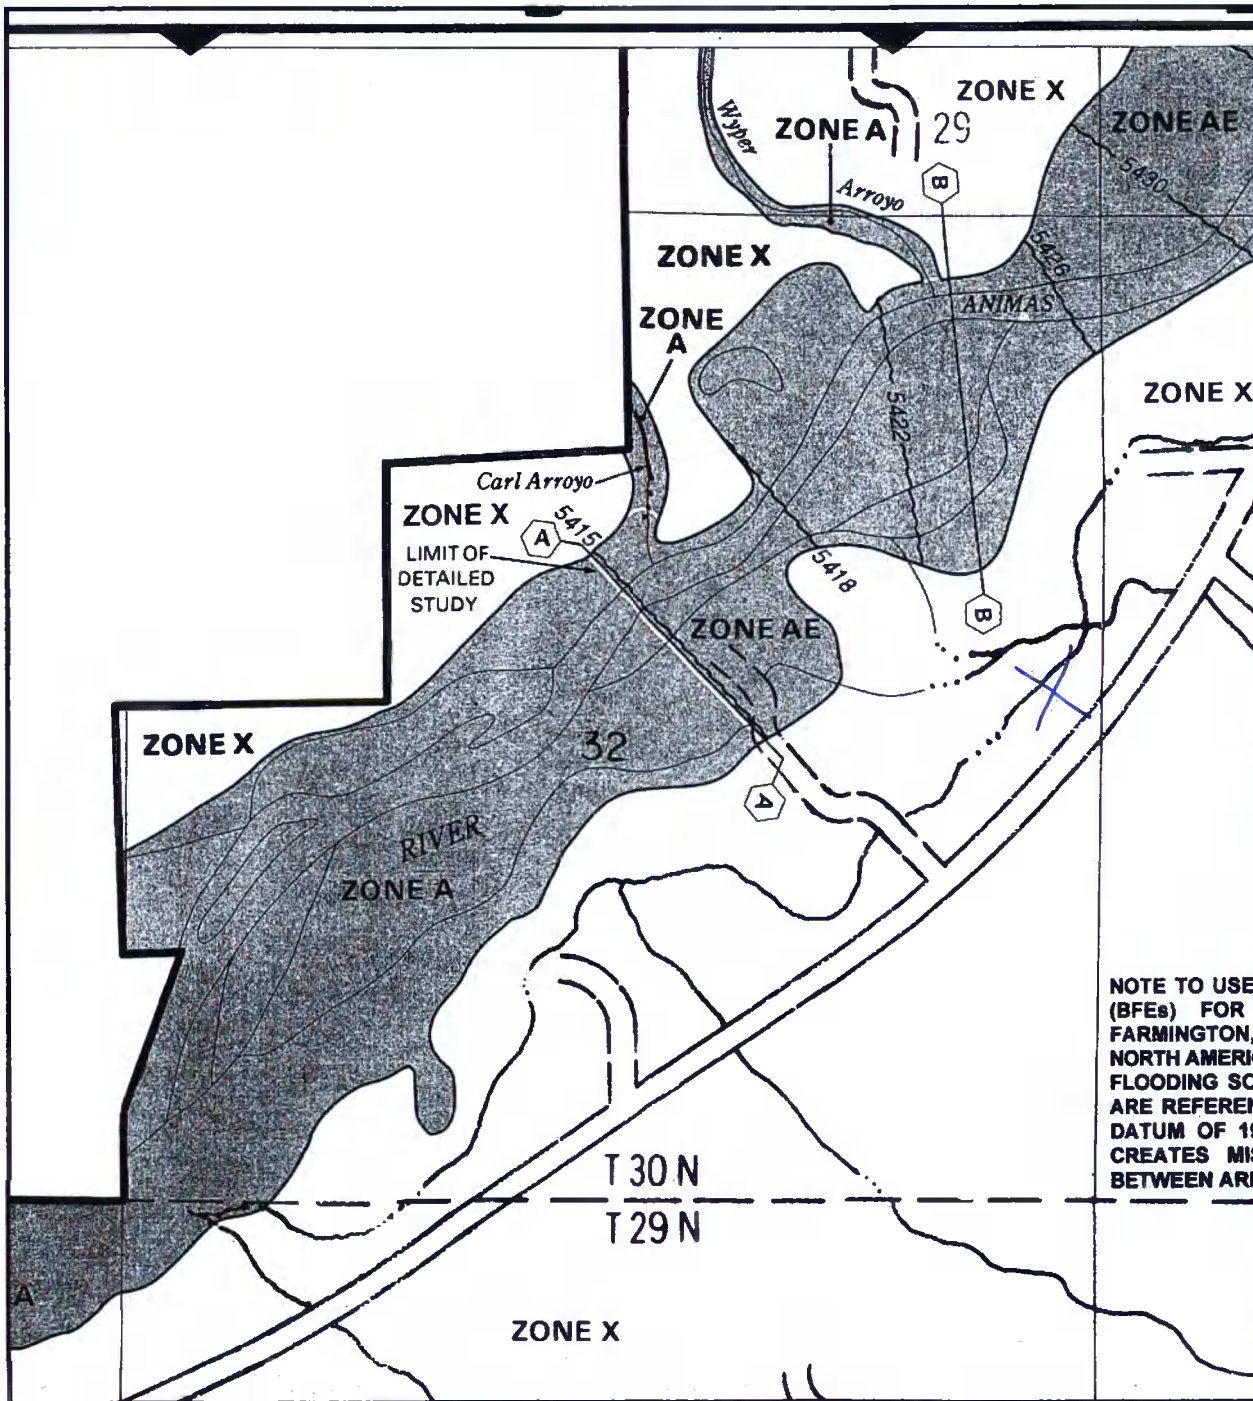 ZONE X
ZONE AE
Wyper
ZONE A
29
B
5430
Arroyo
ZONE X
5426
ANIMAS
ZONE
A
ZONE X
5422
Carl Arroyo
ZONE X
5415
A
LIMIT OF
DETAILED
STUDY
5418
B
ZONE AE
ZONE X
32
A
RIVER
ZONE A
NOTE TO USE
(BFEs) FOR
FARMINGTON,
NORTH AMERI
FLOODING SO
ARE REFEREN
DATUM OF 19
CREATES MIS
BETWEEN ARE
T 30 N
T 29 N
A
ZONE X